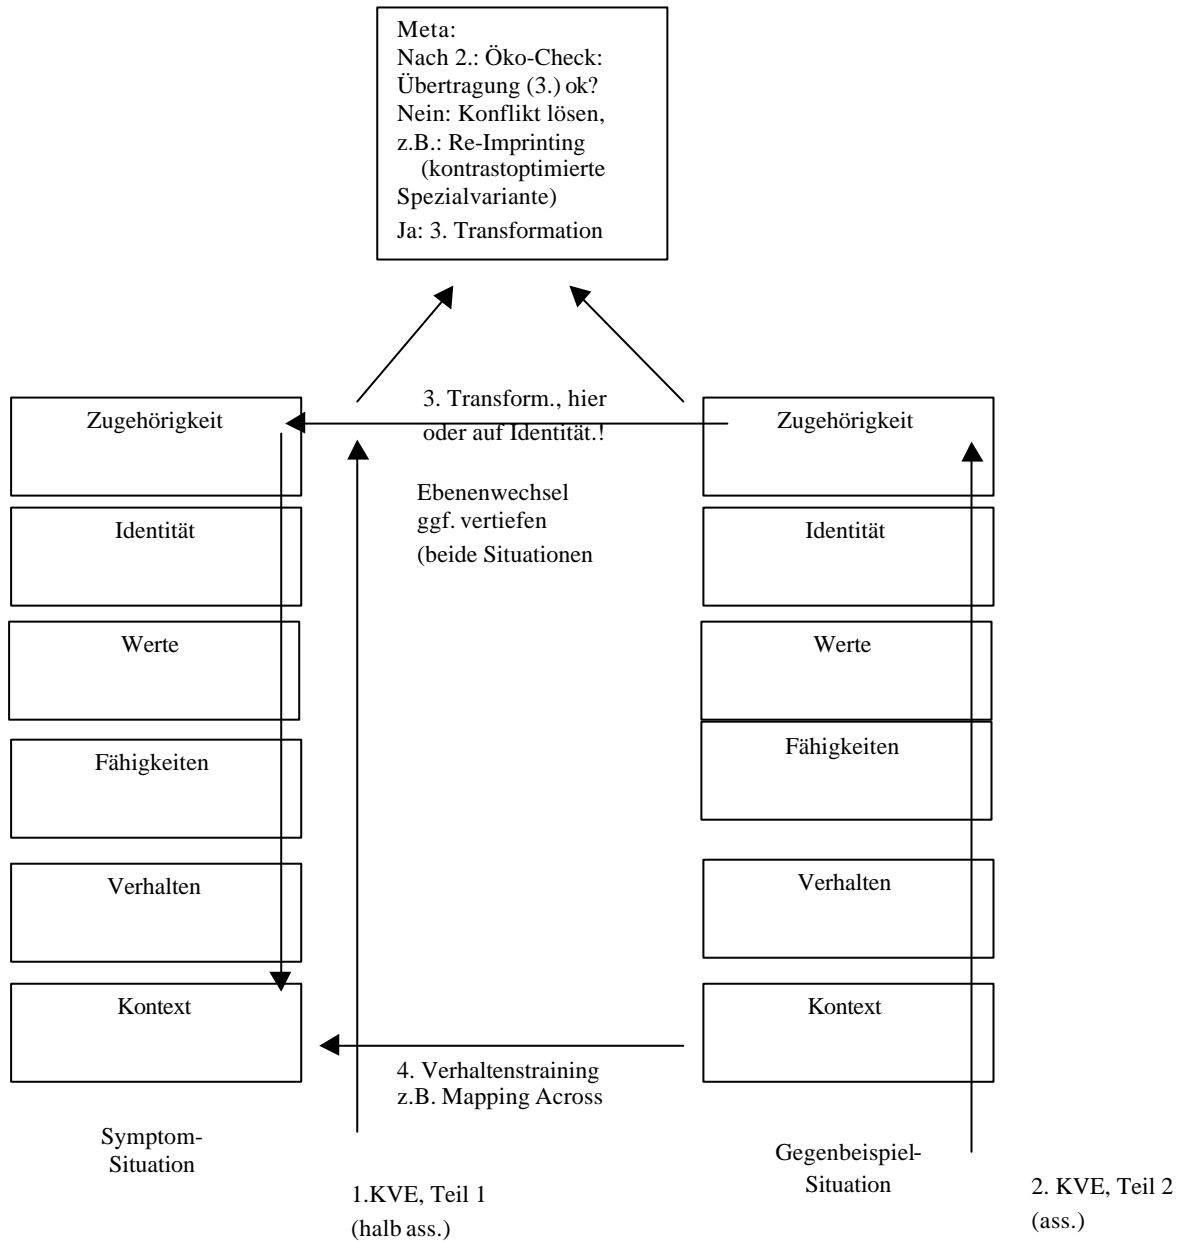 Meta:
Nach 2.: Öko-Check:
Übertragung (3.) ok?
Nein: Konflikt lösen,
z.B.: Re-Imprinting
(kontrastoptimierte
Spezialvariante)
Ja: 3. Transformation
3. Transform., hier
oder auf Identität.!
Ebenenwechsel
ggf. vertiefen
(beide Situationen
Zugehörigkeit
Identität
Werte
Fähigkeiten
Verhalten
Kontext
Symptom-
Situation
Zugehörigkeit
Identität
Werte
Fähigkeiten
Verhalten
Kontext
Gegenbeispiel-
Situation
4. Verhaltenstraining
z.B. Mapping Across
1.KVE, Teil 1
(halb ass.)
2. KVE, Teil 2
(ass.)